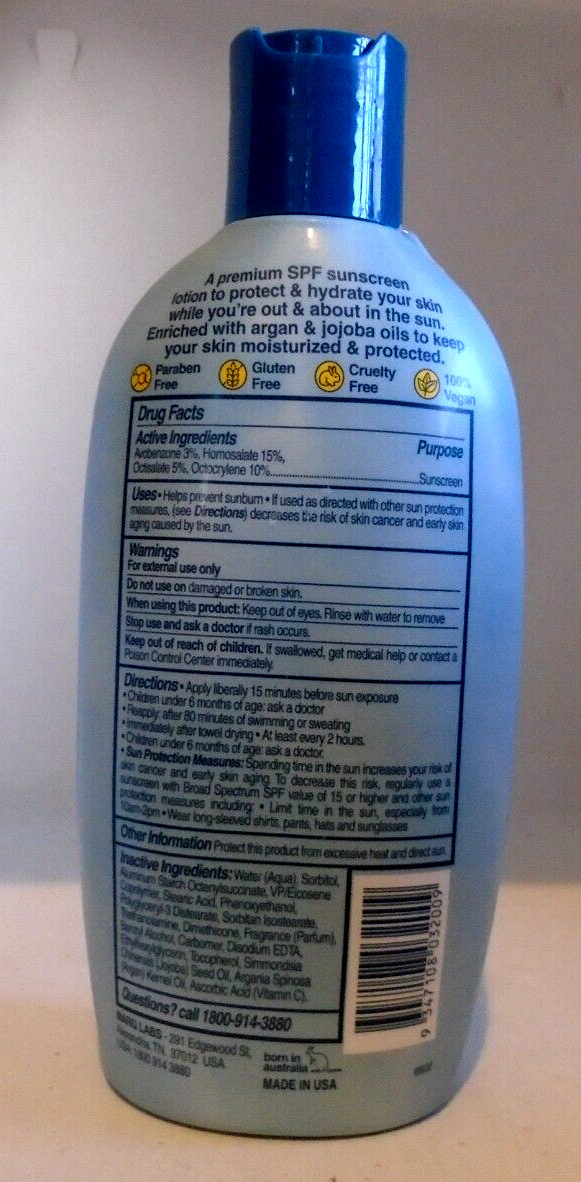 A premium SPF sunscreen
lotion to protect & hydrate your skin
while you're out & about in the sun.
Enriched with argan & jojoba oils to keep
your skin moisturized & protected.
Paraben Free
Gluten Free
Cruelty Free
100% Vegan
Drug Facts
Active Ingredients Purpose
Avobenzone 3%, Homosalate 15%,
Octisalate 5%, Octocrylene 10%..............................Sunscreen
Uses • Helps prevent sunburn • If used as directed with other sun protection
measures, (see Directions) decreases the risk of skin cancer and early skin
aging caused by the sun.
Warnings
For external use only
Do not use on damaged or broken skin.
When using this product: Keep out of eyes. Rinse with water to remove
Stop use and ask a doctor if rash occurs.
Keep out of reach of children. If swallowed, get medical help or contact a
Poison Control Center immediately.
Directions • Apply liberally 15 minutes before sun exposure
• Children under 6 months of age: ask a doctor
• Reapply: after 80 minutes of swimming or sweating
• Immediately after towel drying • At least every 2 hours.
• Children under 6 months of age: ask a doctor.
• Sun Protection Measures: Spending time in the sun increases your risk of
skin cancer and early skin aging. To decrease this risk, regularly use a
sunscreen with Broad Spectrum SPF value of 15 or higher and other sun
protection measures including: • Limit time in the sun, especially from
10am-2pm • Wear long-sleeved shirts, pants, hats and sunglasses
Other Information Protect this product from excessive heat and direct sun.
Inactive Ingredients: Water (Aqua), Sorbitol,
Aluminum Starch Octenylsuccinate, VP/Eicosene
Copolymer, Stearic Acid, Phenoxyethanol,
Polyglyceryl-3 Distearate, Sorbitan Isostearate,
Triethanolamine, Dimethicone, Fragrance (Parfum),
Benzyl Alcohol, Carbomer, Disodium EDTA,
Ethylhexylglycerin, Tocopherol, Simmondsia
Chinensis (Jojoba) Seed Oil, Argania Spinosa
(Argan) Kernel Oil, Ascorbic Acid (Vitamin C).
Questions? call 1800-914-3880
LABS - 291 Edgewood St,
Alexandria, TN, 37012 USA
USA 1800 914 3880
born in
australia
MADE IN USA
9 347108 032009